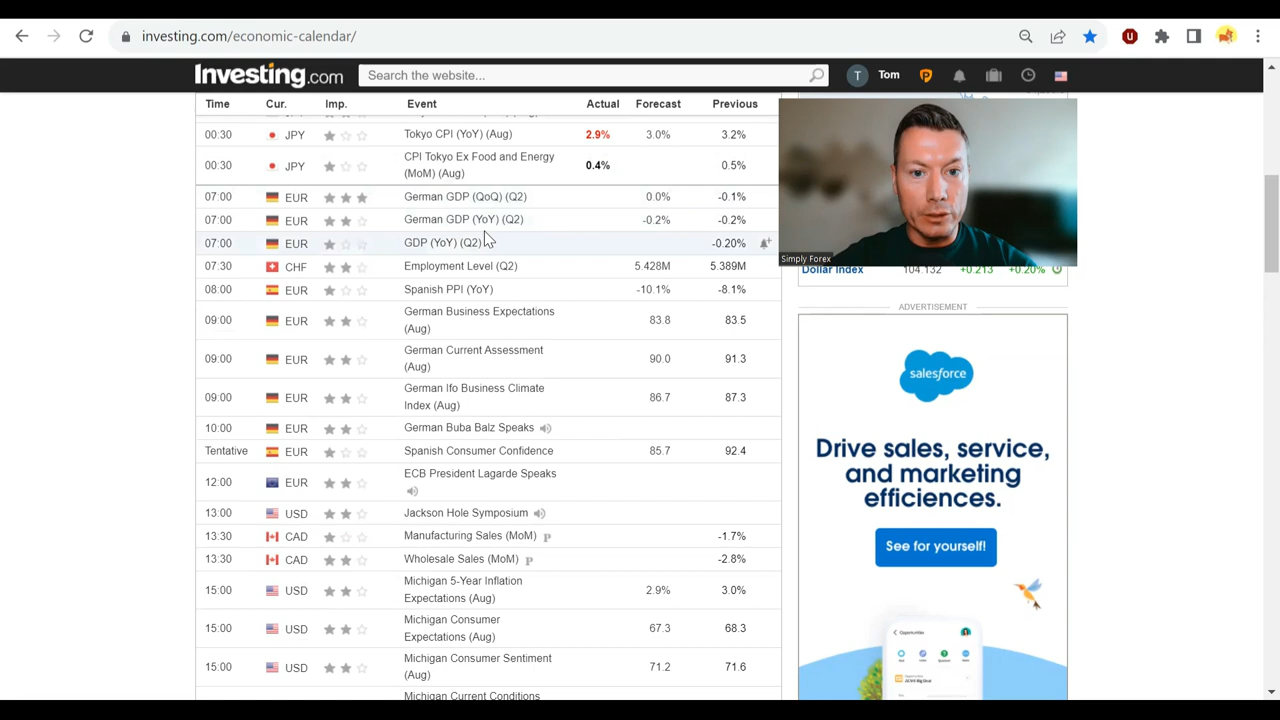 investing.com/economic-calendar/
Investing.com
Search the website...
T
Tom
Time Cur. Imp. Event Actual Forecast Previous
00:30 JPY Tokyo CPI (YoY) (Aug) 2.9% 3.0% 3.2%
00:30 JPY CPI Tokyo Ex Food and Energy 0.4% 0.5%
(MoM) (Aug)
07:00 EUR German GDP (QoQ) (Q2) 0.0% -0.1%
07:00 EUR German GDP (YoY) (Q2) -0.2% -0.2%
07:00 EUR GDP (YoY) (Q2) -0.20%
07:30 CHF Employment Level (Q2) 5.428M 5.389M
08:00 EUR Spanish PPI (YoY) -10.1% -8.1%
09:00 EUR German Business Expectations 83.8 83.5
(Aug)
09:00 EUR German Current Assessment 90.0 91.3
(Aug)
09:00 EUR German Ifo Business Climate 86.7 87.3
Index (Aug)
10:00 EUR German Buba Balz Speaks
Tentative EUR Spanish Consumer Confidence 85.7 92.4
12:00 EUR ECB President Lagarde Speaks
13:00 USD Jackson Hole Symposium
13:30 CAD Manufacturing Sales (MoM) P -1.7%
13:30 CAD Wholesale Sales (MoM) P -2.8%
15:00 USD Michigan 5-Year Inflation 2.9% 3.0%
Expectations (Aug)
15:00 USD Michigan Consumer 67.3 68.3
Expectations (Aug)
15:00 USD Michigan Consumer Sentiment 71.2 71.6
(Aug)
Michigan Current Conditions
Simply Forex
Dollar Index 104.132 +0.213 +0.20%
ADVERTISEMENT
salesforce
Drive sales, service,
and marketing
efficiences.
See for yourself!
Opportunities